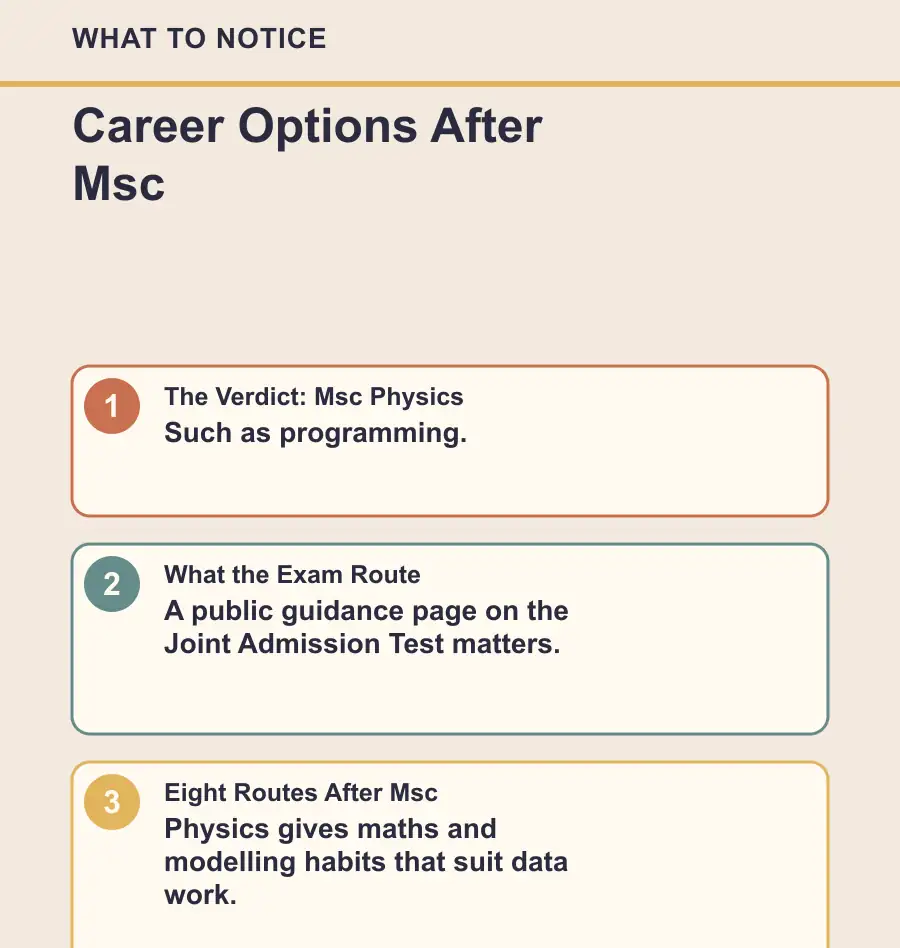 WHAT TO NOTICE
Career Options After
Msc
1
The Verdict: Msc Physics
Such as programming.
2
What the Exam Route
A public guidance page on the
Joint Admission Test matters.
3
Eight Routes After Msc
Physics gives maths and
modelling habits that suit data
work.